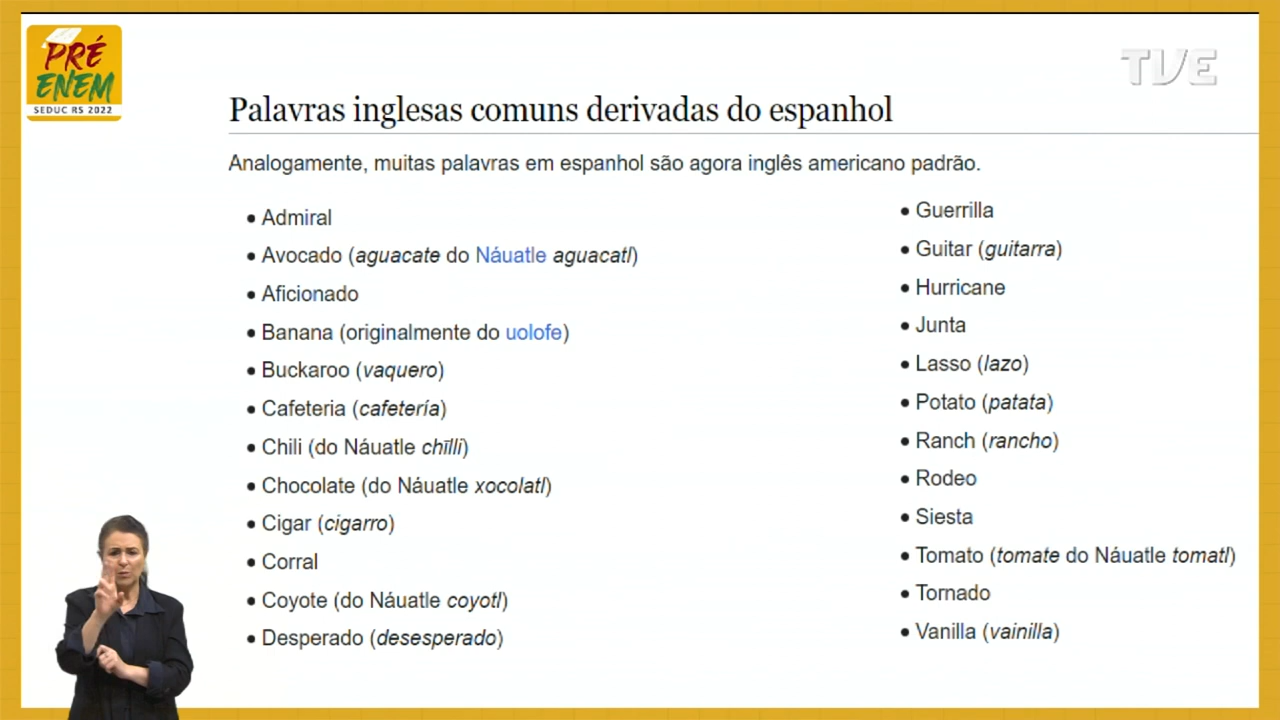 PRÉ
ENEM
SEDUC RS 2022
TVE
Palavras inglesas comuns derivadas do espanhol
Analogamente, muitas palavras em espanhol são agora inglês americano padrão.
• Admiral
• Avocado (aguacate do Náuatle aguacatl)
• Aficionado
• Banana (originalmente do uolofe)
• Buckaroo (vaquero)
• Cafeteria (cafetería)
• Chili (do Náuatle chīlli)
• Chocolate (do Náuatle xocolatl)
• Cigar (cigarro)
• Corral
• Coyote (do Náuatle coyotl)
• Desperado (desesperado)
• Guerrilla
• Guitar (guitarra)
• Hurricane
• Junta
• Lasso (lazo)
• Potato (patata)
• Ranch (rancho)
• Rodeo
• Siesta
• Tomato (tomate do Náuatle tomatl)
• Tornado
• Vanilla (vainilla)